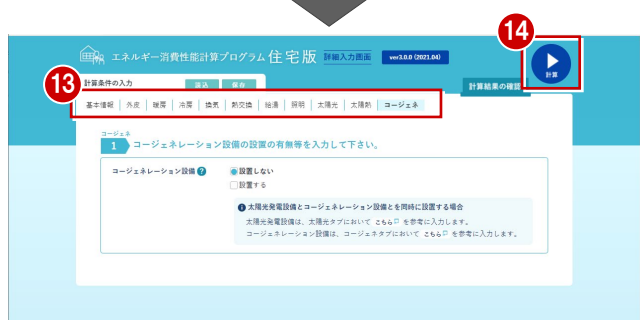 14
エネルギー消費性能計算プログラム 住宅版 詳細入力画面 ver3.0.0 (2021.04)
計算
13
計算条件の入力 読込 保存 計算結果の確認
基本情報 外皮 暖房 冷房 換気 熱交換 給湯 照明 太陽光 太陽熱 コージェネ
コージェネ
1 コージェネレーション設備の設置の有無等を入力して下さい。
コージェネレーション設備 ? 設置しない
設置する
太陽光発電設備とコージェネレーション設備とを同時に設置する場合
太陽光発電設備は、太陽光タブにおいて こちら を参考に入力します。
コージェネレーション設備は、コージェネタブにおいて こちら を参考に入力します。